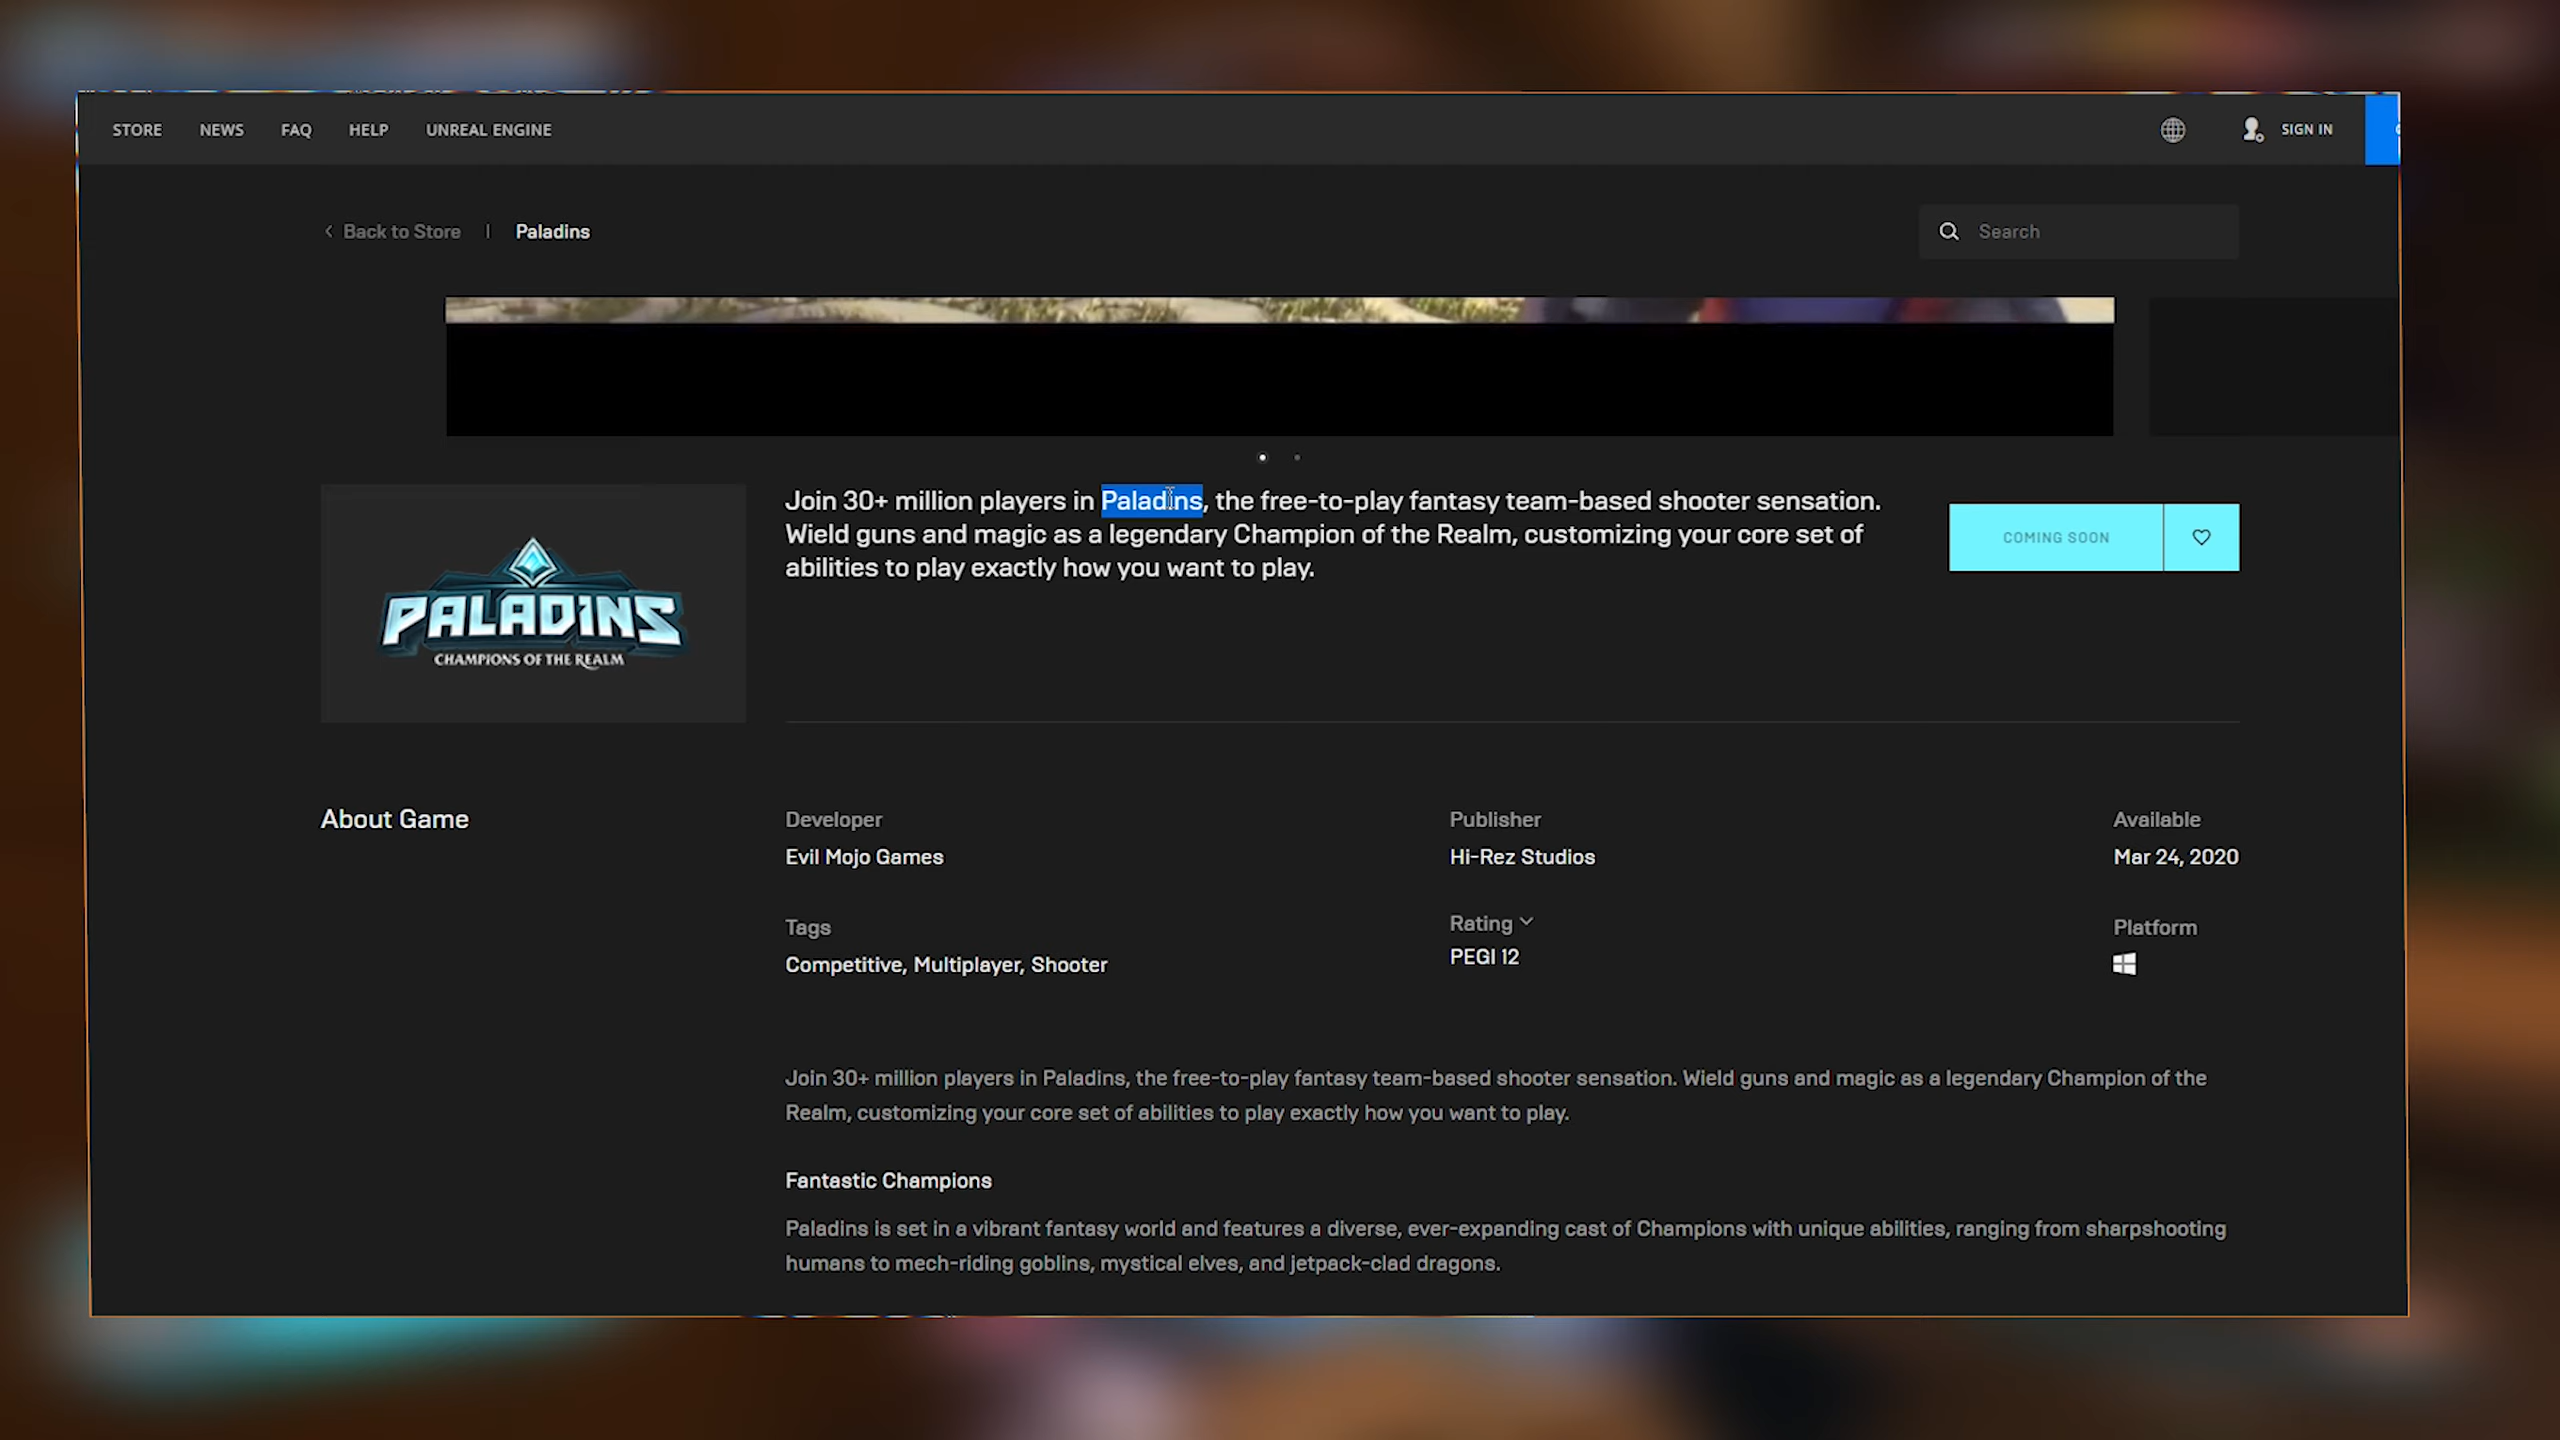 STORE NEWS FAQ HELP UNREAL ENGINE SIGN IN
Back to Store Paladins Search
Join 30+ million players in Paladins, the free-to-play fantasy team-based shooter sensation.
Wield guns and magic as a legendary Champion of the Realm, customizing your core set of
abilities to play exactly how you want to play.
COMING SOON
PALADINS
CHAMPIONS OF THE REALM
About Game
Developer Publisher Available
Evil Mojo Games Hi-Rez Studios Mar 24, 2020
Tags Rating Platform
Competitive, Multiplayer, Shooter PEGI 12
Join 30+ million players in Paladins, the free-to-play fantasy team-based shooter sensation. Wield guns and magic as a legendary Champion of the
Realm, customizing your core set of abilities to play exactly how you want to play.
Fantastic Champions
Paladins is set in a vibrant fantasy world and features a diverse, ever-expanding cast of Champions with unique abilities, ranging from sharpshooting
humans to mech-riding goblins, mystical elves, and jetpack-clad dragons.